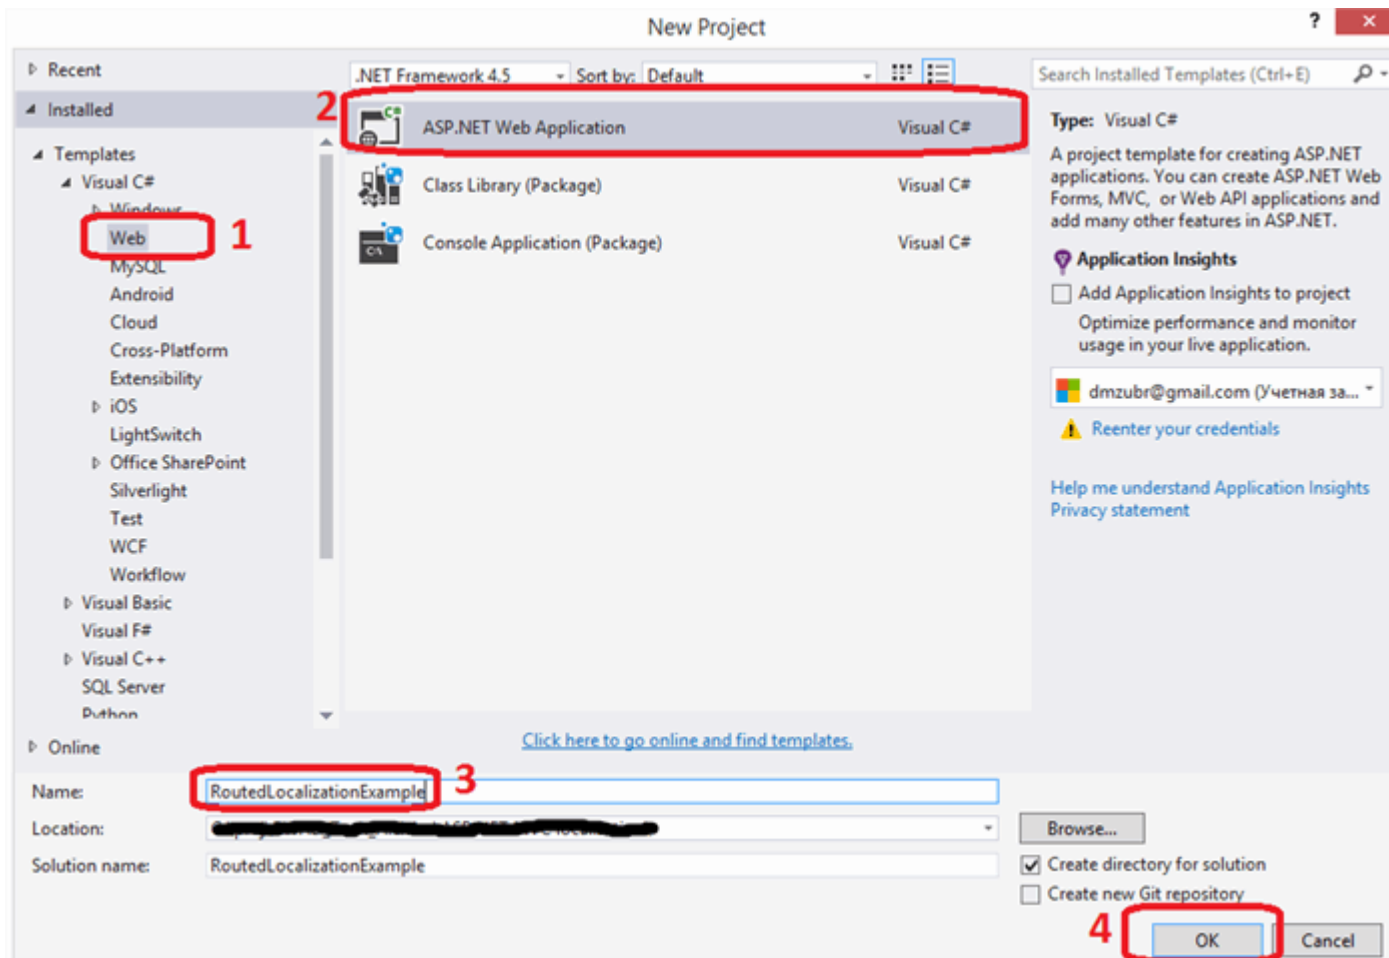 New Project
?
Recent
.NET Framework 4.5
Sort by: Default
Search Installed Templates (Ctrl+E)
Installed
2
ASP.NET Web Application
Visual C#
Type: Visual C#
Templates
Visual C#
Windows
Web
1
MySQL
Android
Cloud
Cross-Platform
Extensibility
iOS
LightSwitch
Office SharePoint
Silverlight
Test
WCF
Workflow
Visual Basic
Visual F#
Visual C++
SQL Server
Python
Online
Class Library (Package)
Visual C#
Console Application (Package)
Visual C#
A project template for creating ASP.NET
applications. You can create ASP.NET Web
Forms, MVC, or Web API applications and
add many other features in ASP.NET.
Application Insights
Add Application Insights to project
Optimize performance and monitor
usage in your live application.
dmzubr@gmail.com (Учетная за...
Reenter your credentials
Help me understand Application Insights
Privacy statement
Click here to go online and find templates.
Name:
RoutedLocalizationExample
3
Location:
Browse...
Solution name:
RoutedLocalizationExample
Create directory for solution
Create new Git repository
4
OK
Cancel